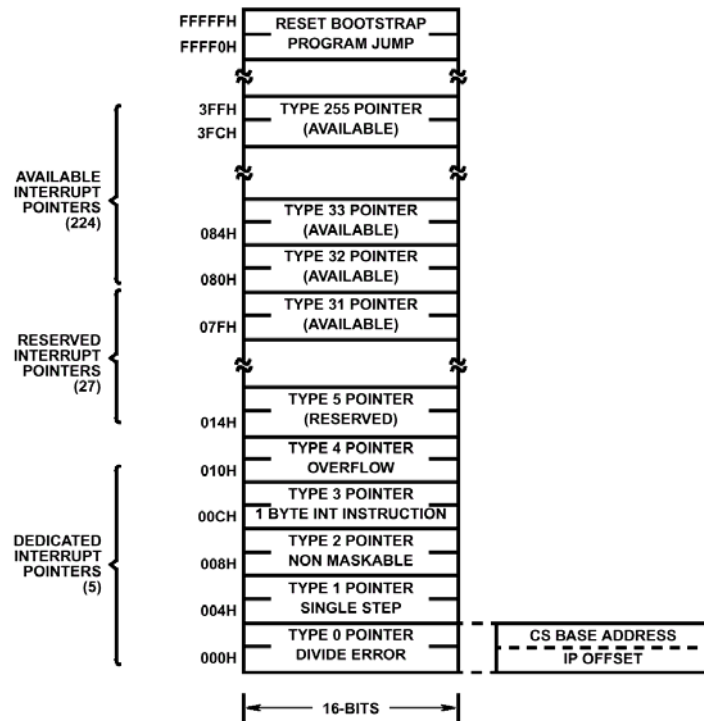 FFFFFH
FFFF0H
RESET BOOTSTRAP
PROGRAM JUMP
3FFH
3FCH
TYPE 255 POINTER
(AVAILABLE)
AVAILABLE
INTERRUPT
POINTERS
(224)
084H
TYPE 33 POINTER
(AVAILABLE)
080H
TYPE 32 POINTER
(AVAILABLE)
07FH
TYPE 31 POINTER
(AVAILABLE)
RESERVED
INTERRUPT
POINTERS
(27)
014H
TYPE 5 POINTER
(RESERVED)
010H
TYPE 4 POINTER
OVERFLOW
00CH
TYPE 3 POINTER
1 BYTE INT INSTRUCTION
DEDICATED
INTERRUPT
POINTERS
(5)
008H
TYPE 2 POINTER
NON MASKABLE
004H
TYPE 1 POINTER
SINGLE STEP
000H
TYPE 0 POINTER
DIVIDE ERROR
CS BASE ADDRESS
IP OFFSET
16-BITS